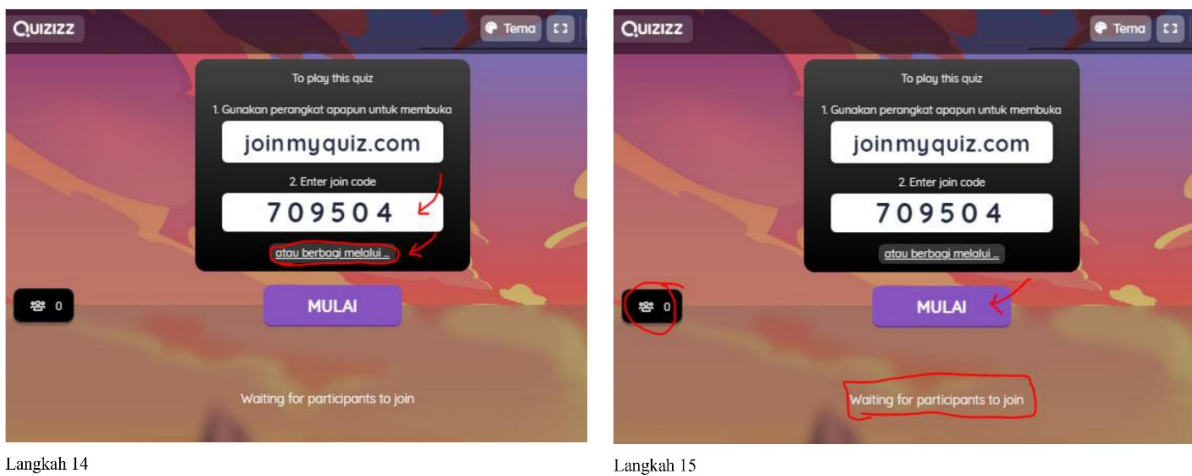 Quizizz
Tema
To play this quiz
1. Gunakan perangkat apapun untuk membuka
joinmyquiz.com
2. Enter join code
709504
atau berbagi melalui ...
0
MULAI
Waiting for participants to join
Langkah 14
Quizizz
Tema
To play this quiz
1. Gunakan perangkat apapun untuk membuka
joinmyquiz.com
2. Enter join code
709504
atau berbagi melalui ...
0
MULAI
Waiting for participants to join
Langkah 15